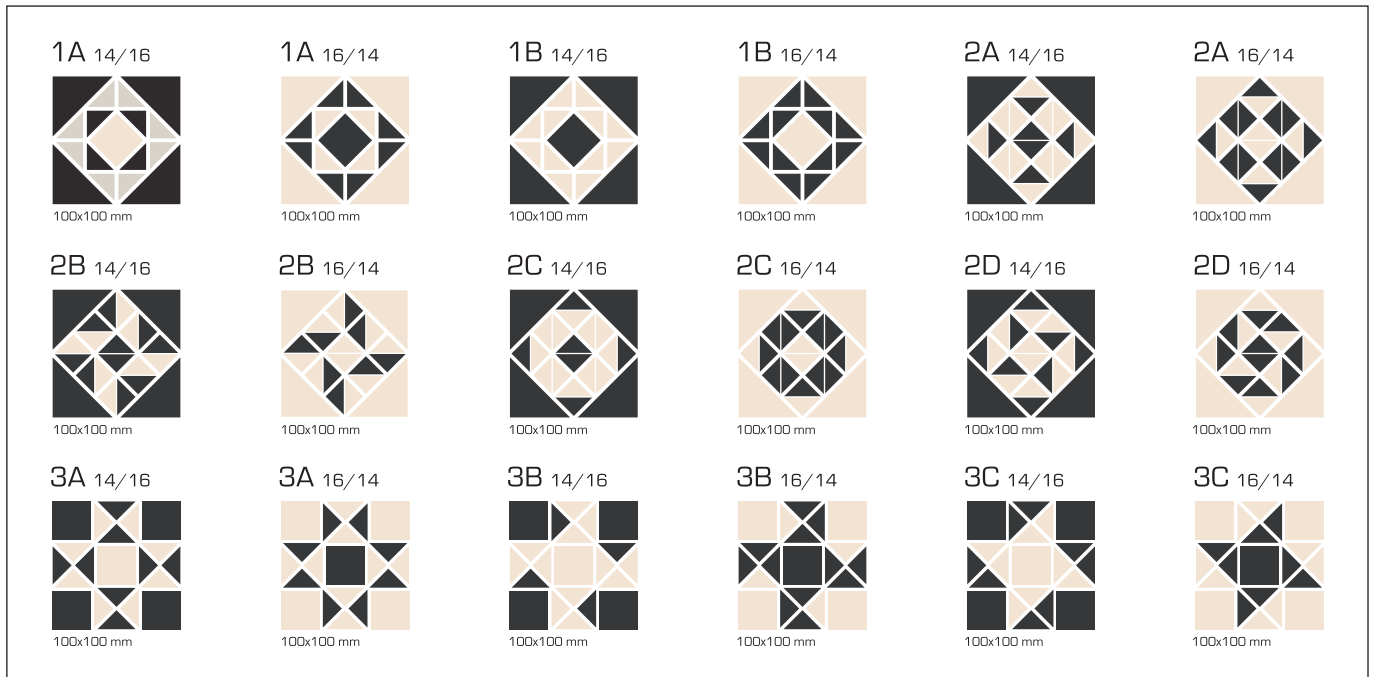 1A 14/16
1A 16/14
1B 14/16
1B 16/14
2A 14/16
2A 16/14
100x100 mm
100x100 mm
100x100 mm
100x100 mm
100x100 mm
100x100 mm
2B 14/16
2B 16/14
2C 14/16
2C 16/14
2D 14/16
2D 16/14
100x100 mm
100x100 mm
100x100 mm
100x100 mm
100x100 mm
100x100 mm
3A 14/16
3A 16/14
3B 14/16
3B 16/14
3C 14/16
3C 16/14
100x100 mm
100x100 mm
100x100 mm
100x100 mm
100x100 mm
100x100 mm